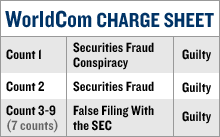 WorldCom CHARGE SHEET
Count 1 Securities Fraud Guilty
Conspiracy
Count 2 Securities Fraud Guilty
Count 3-9 False Filing With Guilty
(7 counts) the SEC